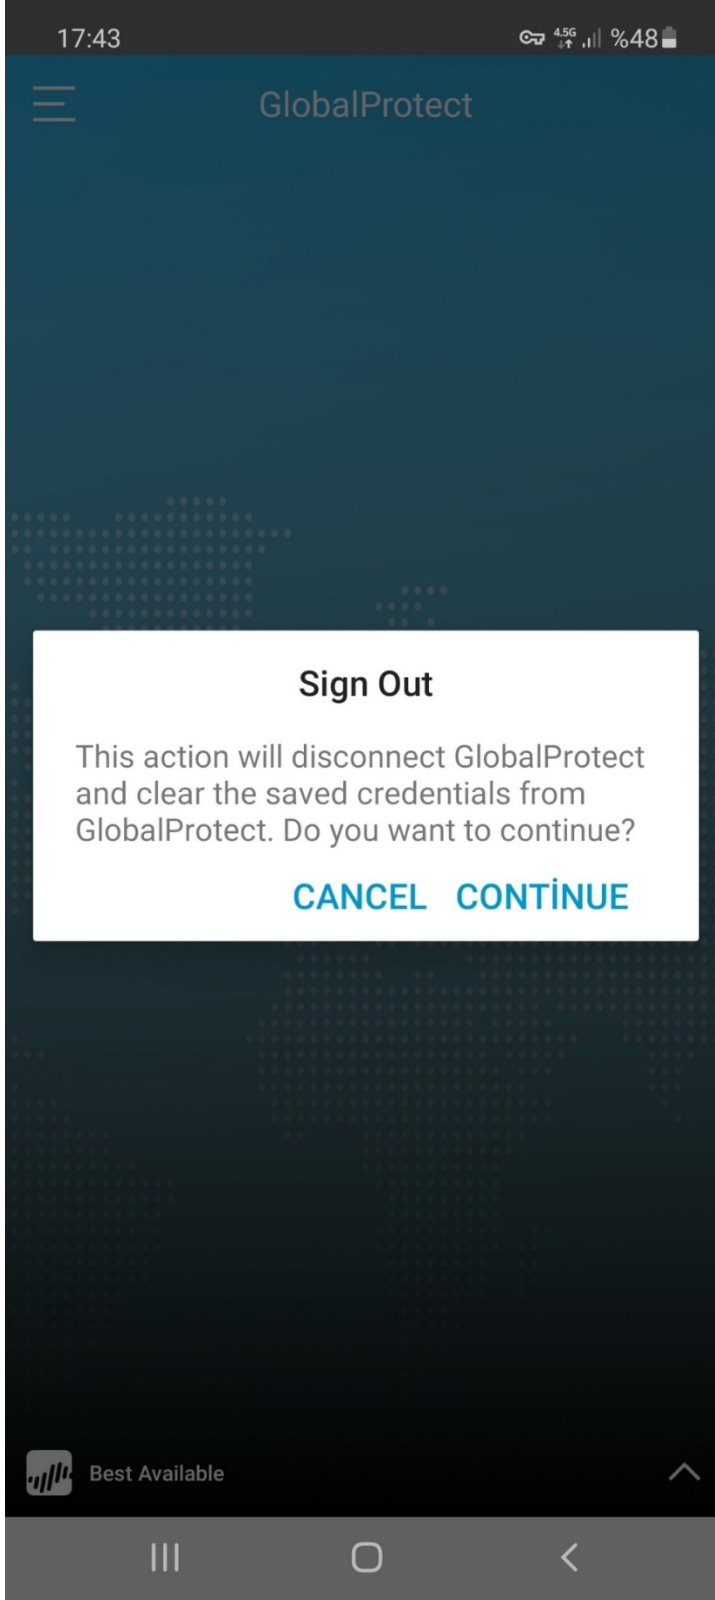 17:43 4.5G %48
GlobalProtect
Sign Out
This action will disconnect GlobalProtect
and clear the saved credentials from
GlobalProtect. Do you want to continue?
CANCEL CONTİNUE
Best Available